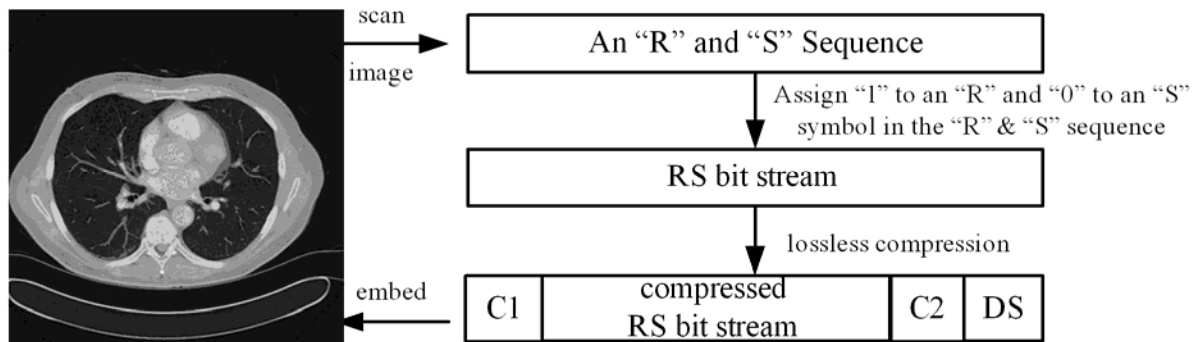 scan
image
An “R” and “S” Sequence
Assign “1” to an “R” and “0” to an “S”
symbol in the “R” & “S” sequence
RS bit stream
lossless compression
embed
C1
compressed
RS bit stream
C2
DS